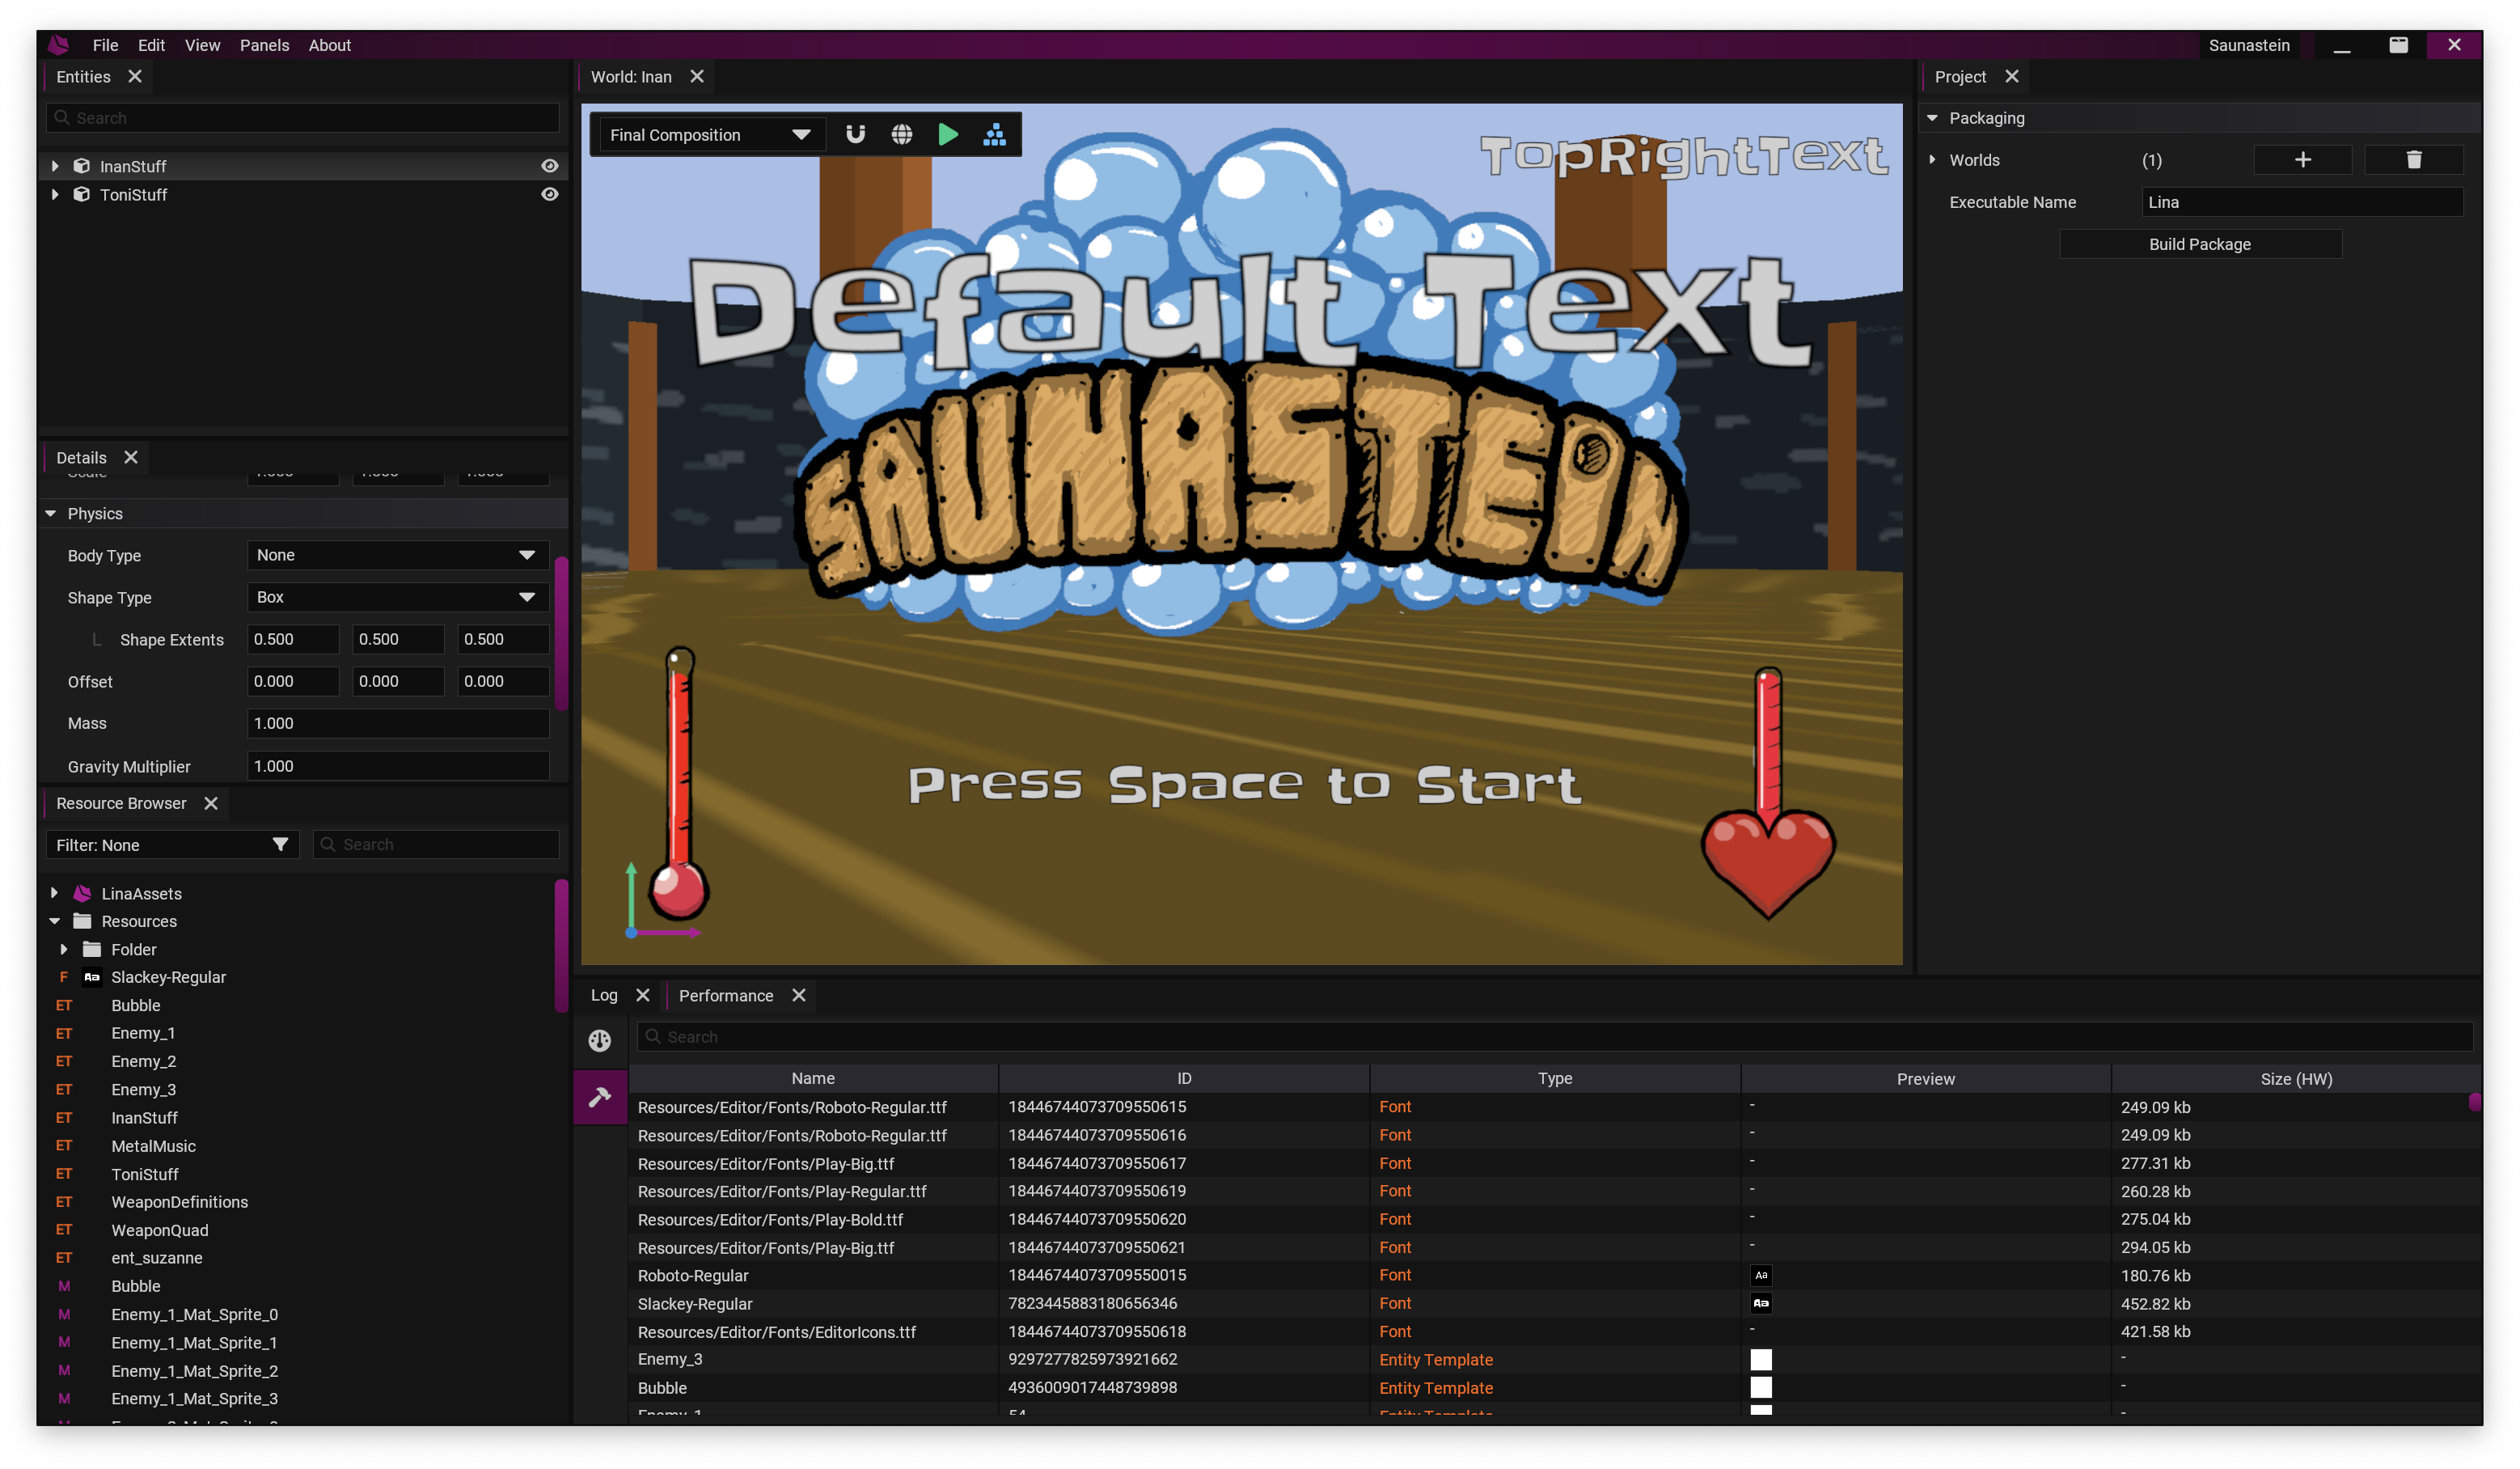 File Edit View Panels About
Saunastein
Entities
Search
InanStuff
ToniStuff
Details
Physics
Body Type None
Shape Type Box
Shape Extents 0.500 0.500 0.500
Offset 0.000 0.000 0.000
Mass 1.000
Gravity Multiplier 1.000
Resource Browser
Filter: None Search
LinaAssets
Resources
Folder
F Aa Slackey-Regular
ET Bubble
ET Enemy_1
ET Enemy_2
ET Enemy_3
ET InanStuff
ET MetalMusic
ET ToniStuff
ET WeaponDefinitions
ET WeaponQuad
ET ent_suzanne
M Bubble
M Enemy_1_Mat_Sprite_0
M Enemy_1_Mat_Sprite_1
M Enemy_1_Mat_Sprite_2
M Enemy_1_Mat_Sprite_3
World: Inan
Final Composition
TopRightText
Default Text
SAUNASTEIN
Press Space to Start
Project
Packaging
Worlds (1)
Executable Name Lina
Build Package
Log Performance
Search
Name ID Type Preview Size (HW)
Resources/Editor/Fonts/Roboto-Regular.ttf 18446744073709550615 Font - 249.09 kb
Resources/Editor/Fonts/Roboto-Regular.ttf 18446744073709550616 Font - 249.09 kb
Resources/Editor/Fonts/Play-Big.ttf 18446744073709550617 Font - 277.31 kb
Resources/Editor/Fonts/Play-Regular.ttf 18446744073709550619 Font - 260.28 kb
Resources/Editor/Fonts/Play-Bold.ttf 18446744073709550620 Font - 275.04 kb
Resources/Editor/Fonts/Play-Big.ttf 18446744073709550621 Font - 294.05 kb
Roboto-Regular 18446744073709550015 Font Aa 180.76 kb
Slackey-Regular 7823445883180656346 Font Aa 452.82 kb
Resources/Editor/Fonts/EditorIcons.ttf 18446744073709550618 Font - 421.58 kb
Enemy_3 9297277825973921662 Entity Template -
Bubble 4936009017448739898 Entity Template -